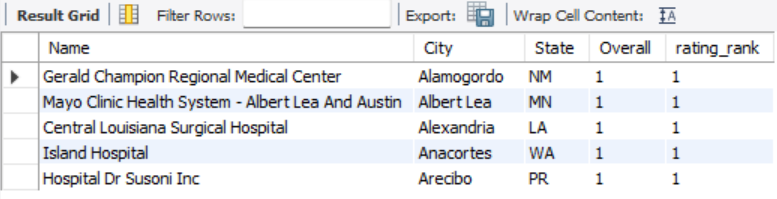 Result Grid Filter Rows: Export: Wrap Cell Content: IA
Name City State Overall rating_rank
Gerald Champion Regional Medical Center Alamogordo NM 1 1
Mayo Clinic Health System - Albert Lea And Austin Albert Lea MN 1 1
Central Louisiana Surgical Hospital Alexandria LA 1 1
Island Hospital Anacortes WA 1 1
Hospital Dr Susoni Inc Arecibo PR 1 1